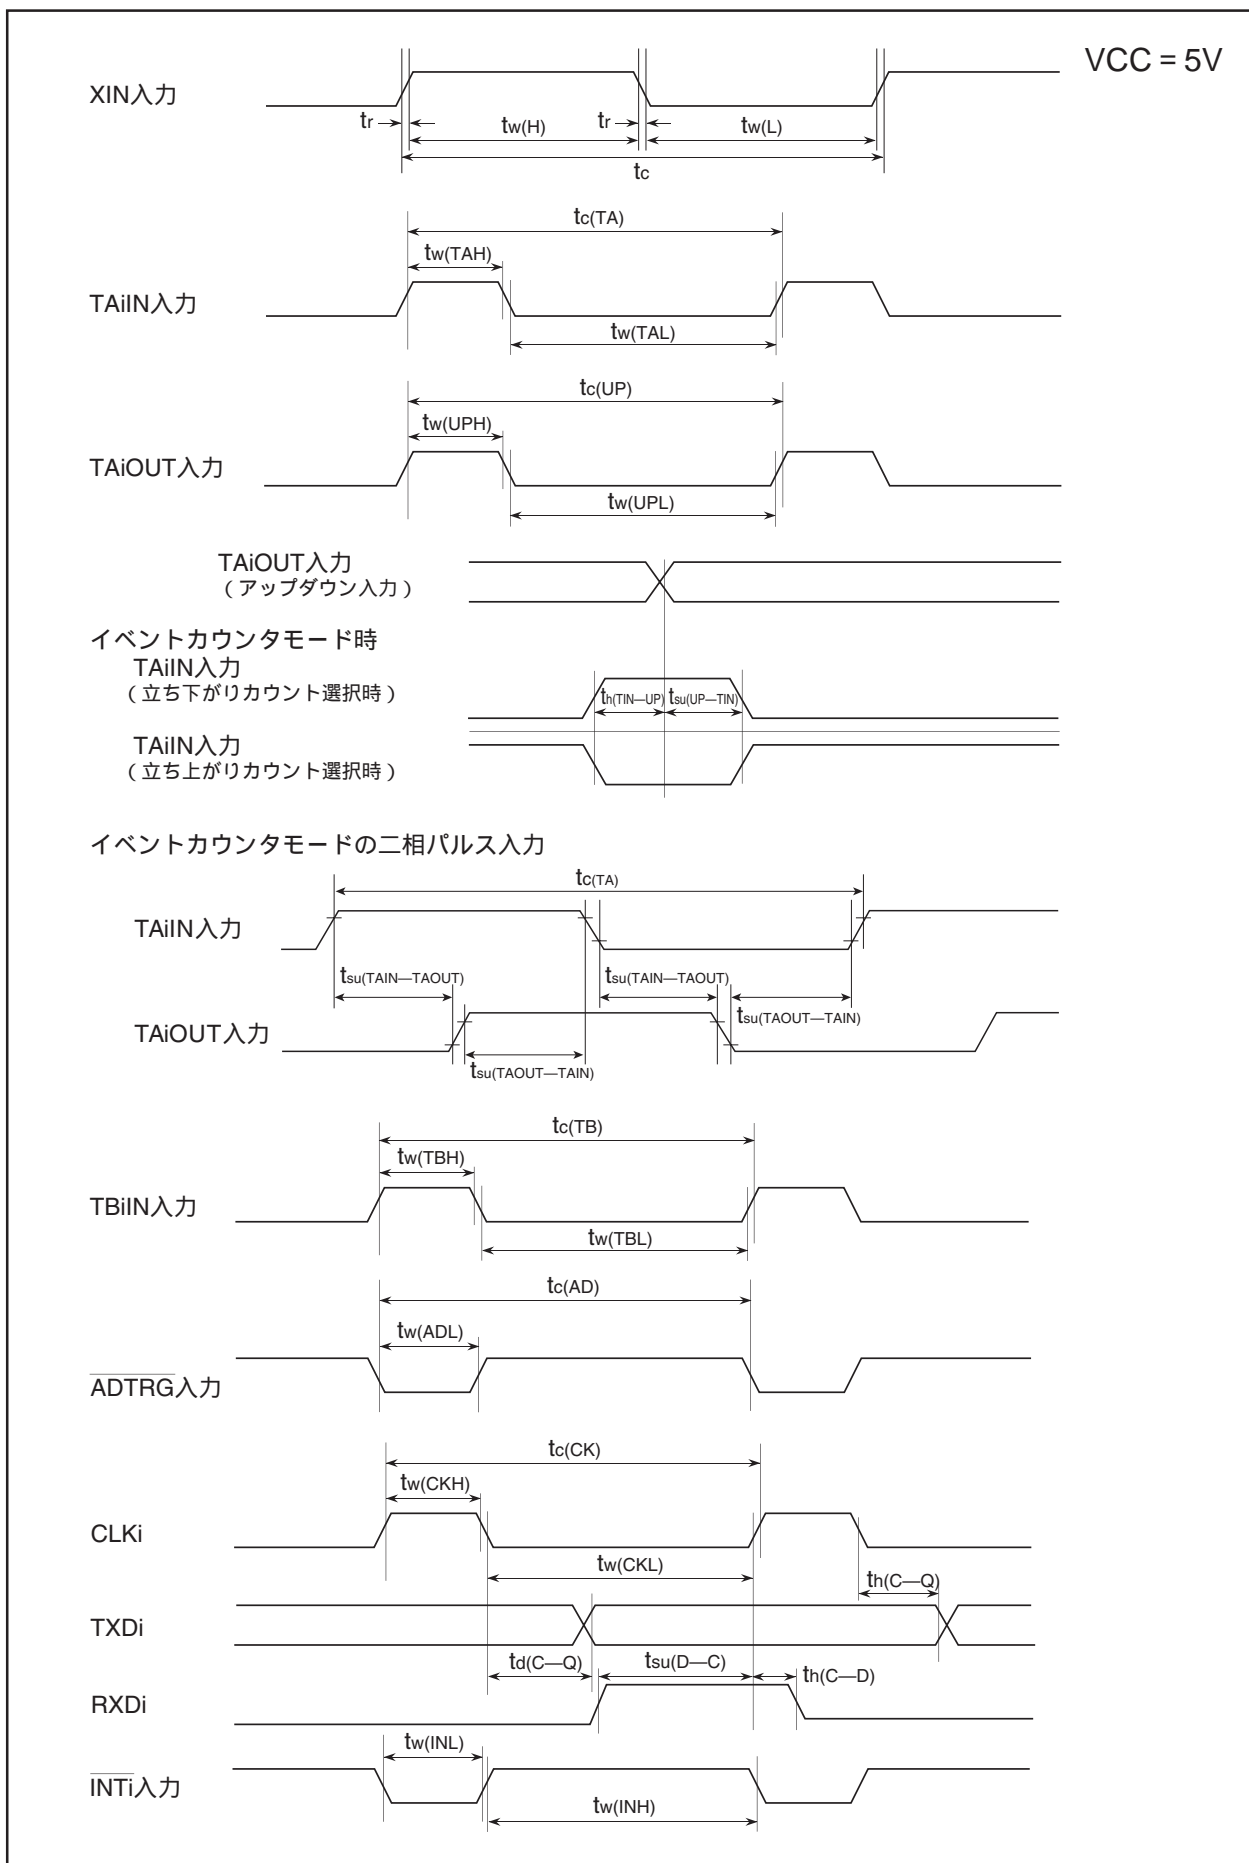 VCC = 5V
XIN入力
tr
tw(H)
tr
tw(L)
tc
tc(TA)
tw(TAH)
TAiIN入力
tw(TAL)
tc(UP)
tw(UPH)
TAiOUT入力
tw(UPL)
TAiOUT入力
(アップダウン入力)
イベントカウンタモード時
TAiIN入力
(立ち下がりカウント選択時)
th(TIN—UP)
tsu(UP—TIN)
TAiIN入力
(立ち上がりカウント選択時)
イベントカウンタモードの二相パルス入力
tc(TA)
TAiIN入力
tsu(TAIN—TAOUT)
tsu(TAIN—TAOUT)
tsu(TAOUT—TAIN)
TAiOUT入力
tsu(TAOUT—TAIN)
tc(TB)
tw(TBH)
TBiIN入力
tw(TBL)
tc(AD)
tw(ADL)
ADTRG入力
tc(CK)
tw(CKH)
CLKi
tw(CKL)
th(C—Q)
TXDi
td(C—Q)
tsu(D—C)
th(C—D)
RXDi
tw(INL)
INTi入力
tw(INH)